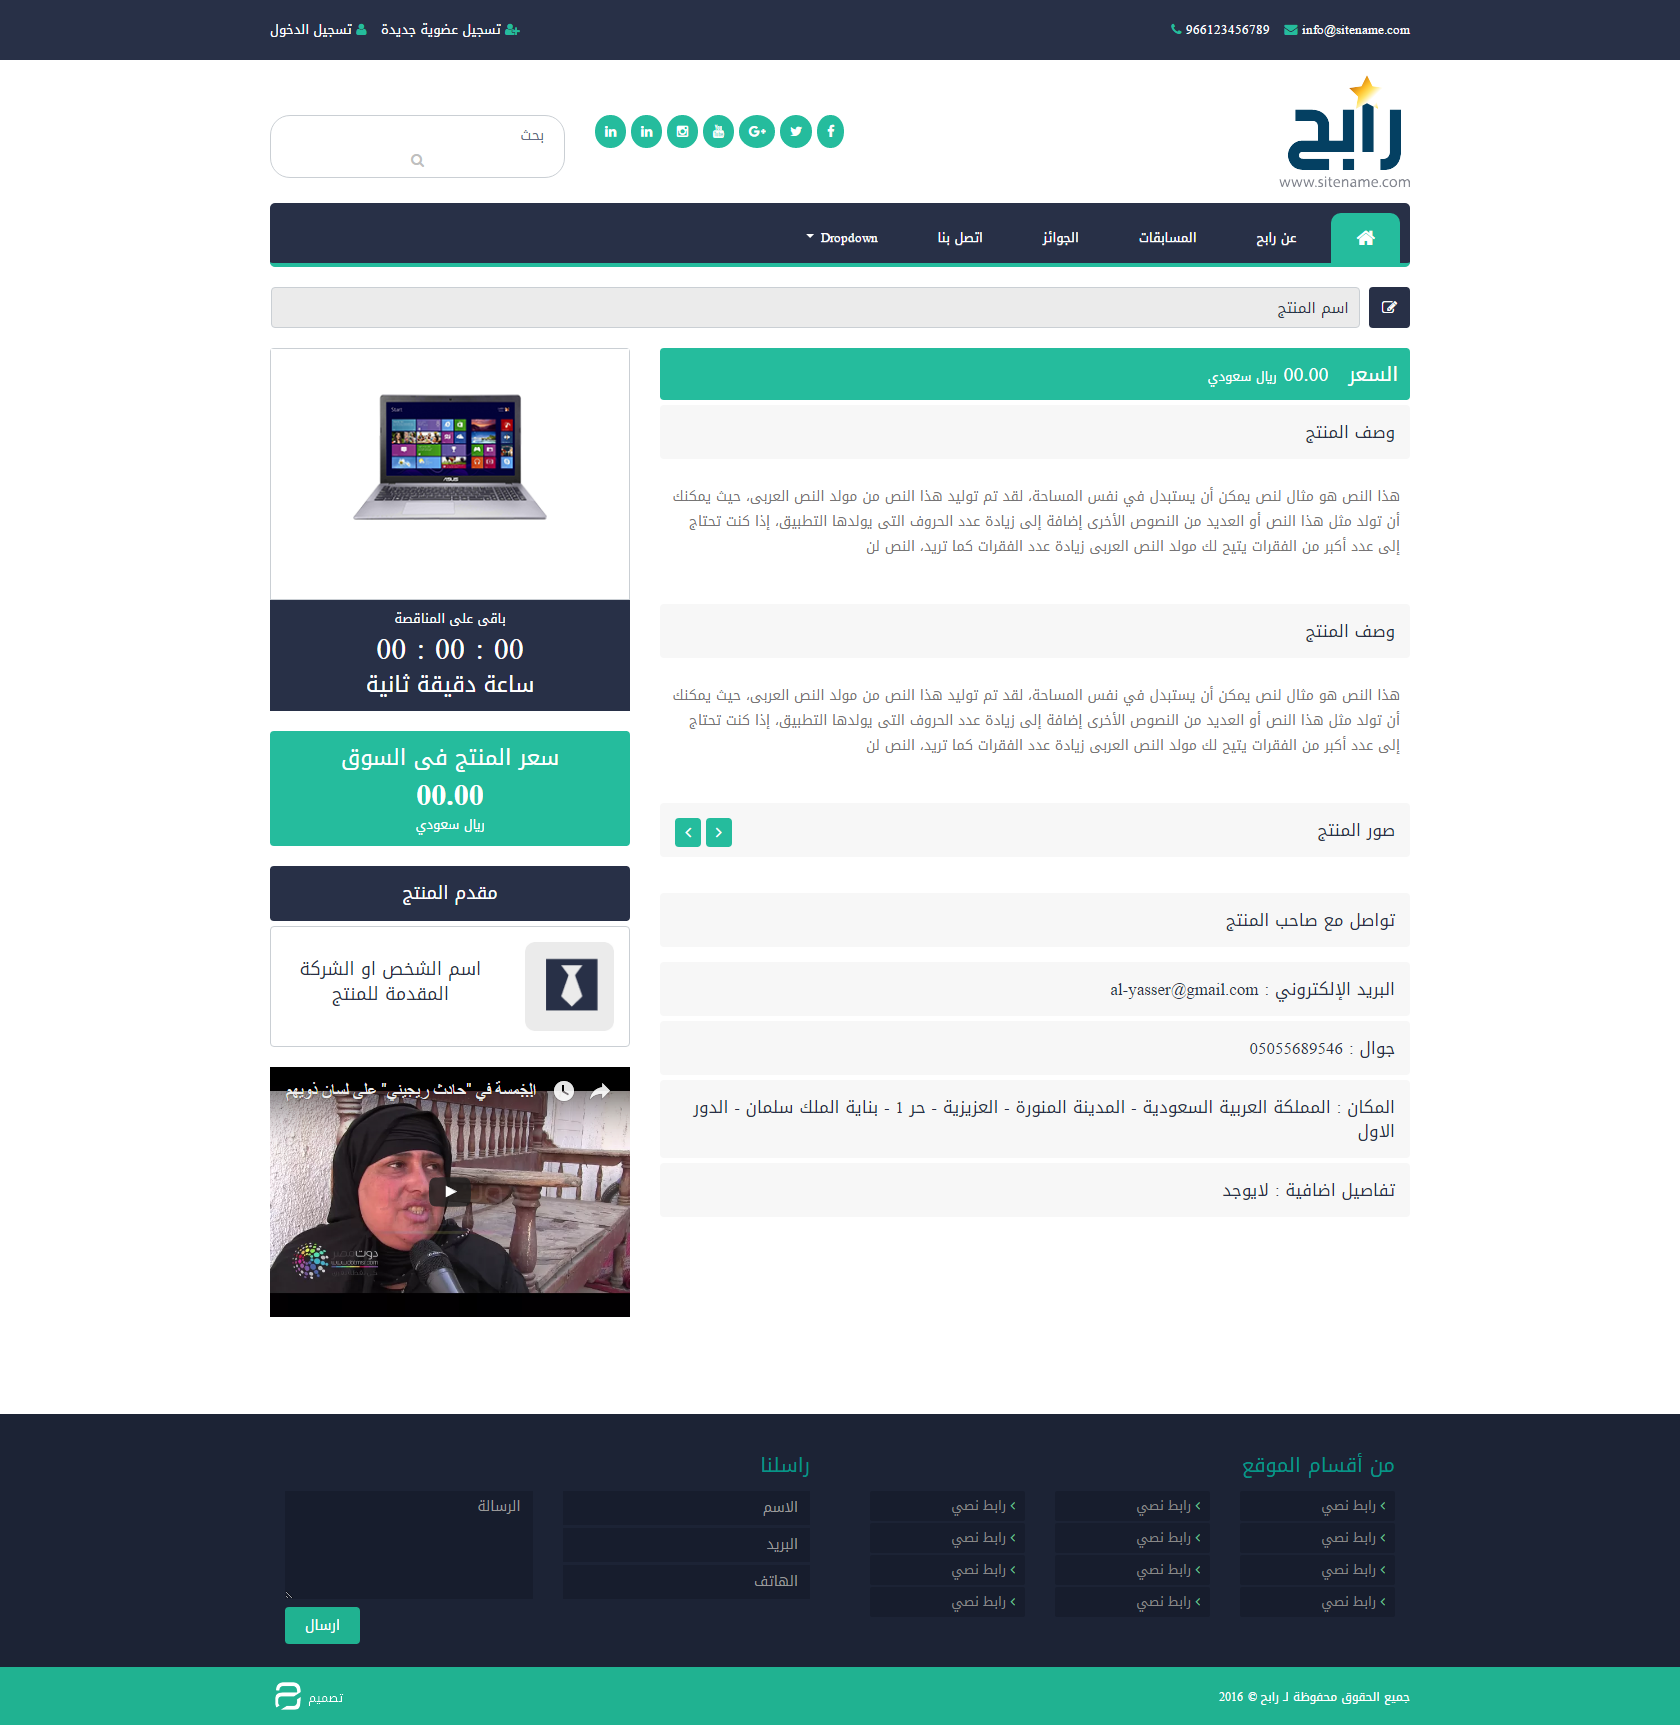 info@sitename.com
966123456789
تسجيل عضوية جديدة
تسجيل الدخول
رابح
www.sitename.com
بحث
عن رابح
المسابقات
الجوائز
اتصل بنا
Dropdown
اسم المنتج
السعر 00.00 ريال سعودي
وصف المنتج
هذا النص هو مثال لنص يمكن أن يستبدل في نفس المساحة، لقد تم توليد هذا النص من مولد النص العربى، حيث يمكنك
أن تولد مثل هذا النص أو العديد من النصوص الأخرى إضافة إلى زيادة عدد الحروف التى يولدها التطبيق، إذا كنت تحتاج
إلى عدد أكبر من الفقرات يتيح لك مولد النص العربى زيادة عدد الفقرات كما تريد، النص لن
وصف المنتج
هذا النص هو مثال لنص يمكن أن يستبدل في نفس المساحة، لقد تم توليد هذا النص من مولد النص العربى، حيث يمكنك
أن تولد مثل هذا النص أو العديد من النصوص الأخرى إضافة إلى زيادة عدد الحروف التى يولدها التطبيق، إذا كنت تحتاج
إلى عدد أكبر من الفقرات يتيح لك مولد النص العربى زيادة عدد الفقرات كما تريد، النص لن
صور المنتج
تواصل مع صاحب المنتج
البريد الإلكتروني : al-yasser@gmail.com
جوال : 05055689546
المكان : المملكة العربية السعودية - المدينة المنورة - العزيزية - حر 1 - بناية الملك سلمان - الدور
الاول
تفاصيل اضافية : لايوجد
Start
ASUS
باقى على المناقصة
00 : 00 : 00
ساعة دقيقة ثانية
سعر المنتج فى السوق
00.00
ريال سعودي
مقدم المنتج
اسم الشخص او الشركة
المقدمة للمنتج
في "حادث ريجيني" على لسان ذويهم
دوت مصر
من أقسام الموقع
رابط نصي
رابط نصي
رابط نصي
رابط نصي
رابط نصي
رابط نصي
رابط نصي
رابط نصي
رابط نصي
رابط نصي
رابط نصي
رابط نصي
راسلنا
الاسم
البريد
الهاتف
الرسالة
ارسال
جميع الحقوق محفوظة لـ رابح © 2016
تصميم